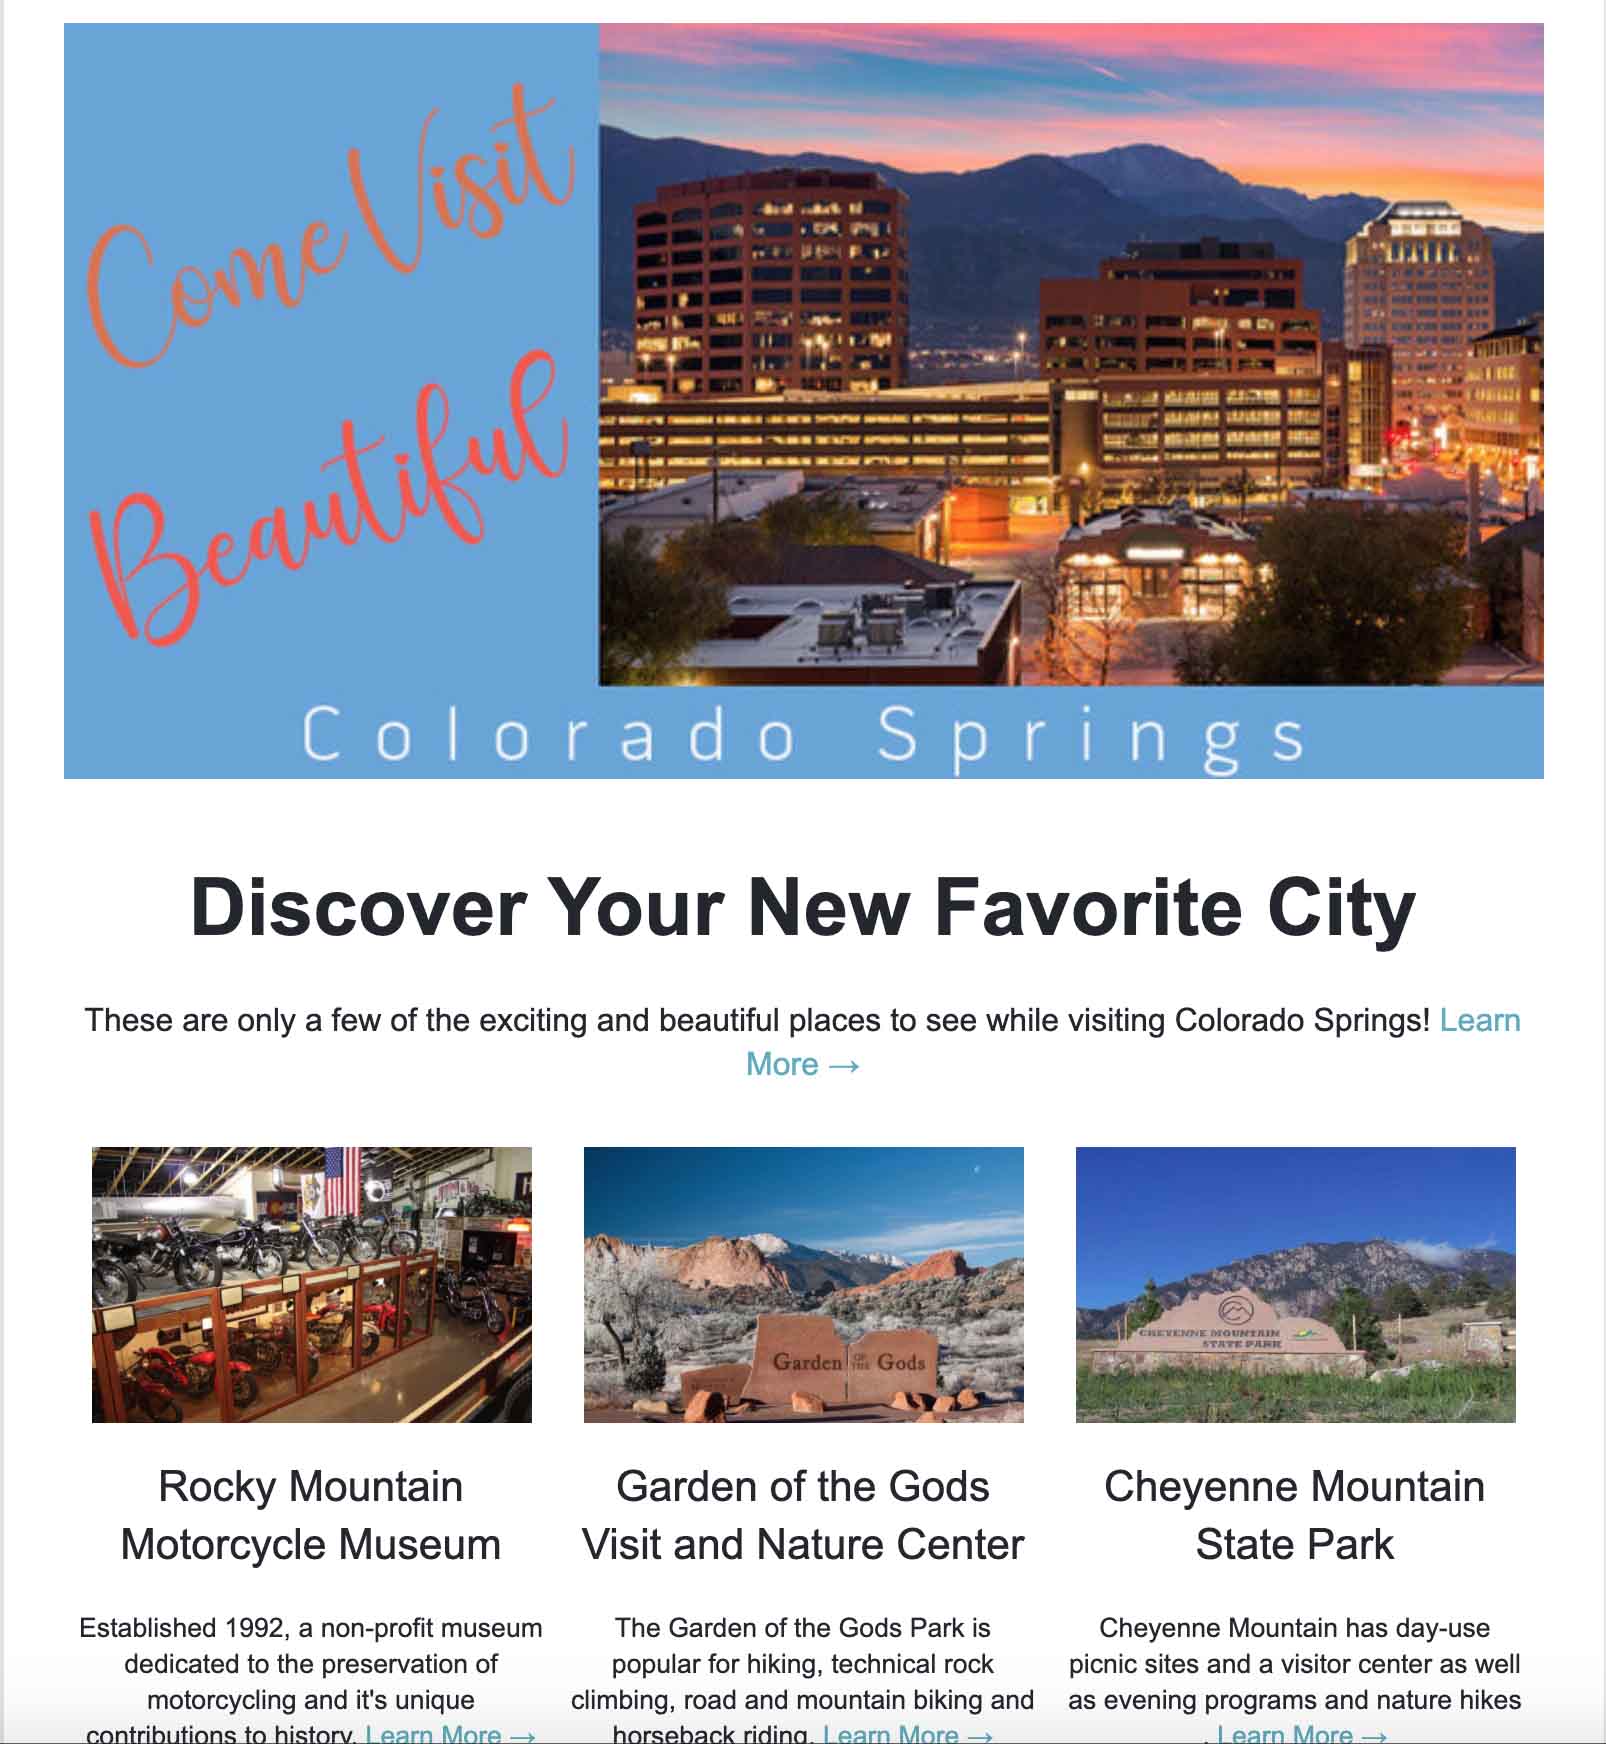 Come Visit
Beautiful
Colorado Springs
Discover Your New Favorite City
These are only a few of the exciting and beautiful places to see while visiting Colorado Springs! Learn
More →
Garden OF THE Gods
CHEYENNE MOUNTAIN
STATE PARK
Rocky Mountain
Motorcycle Museum
Garden of the Gods
Visit and Nature Center
Cheyenne Mountain
State Park
Established 1992, a non-profit museum
dedicated to the preservation of
motorcycling and it's unique
contributions to history. Learn More →
The Garden of the Gods Park is
popular for hiking, technical rock
climbing, road and mountain biking and
horseback riding. Learn More →
Cheyenne Mountain has day-use
picnic sites and a visitor center as well
as evening programs and nature hikes
. Learn More →